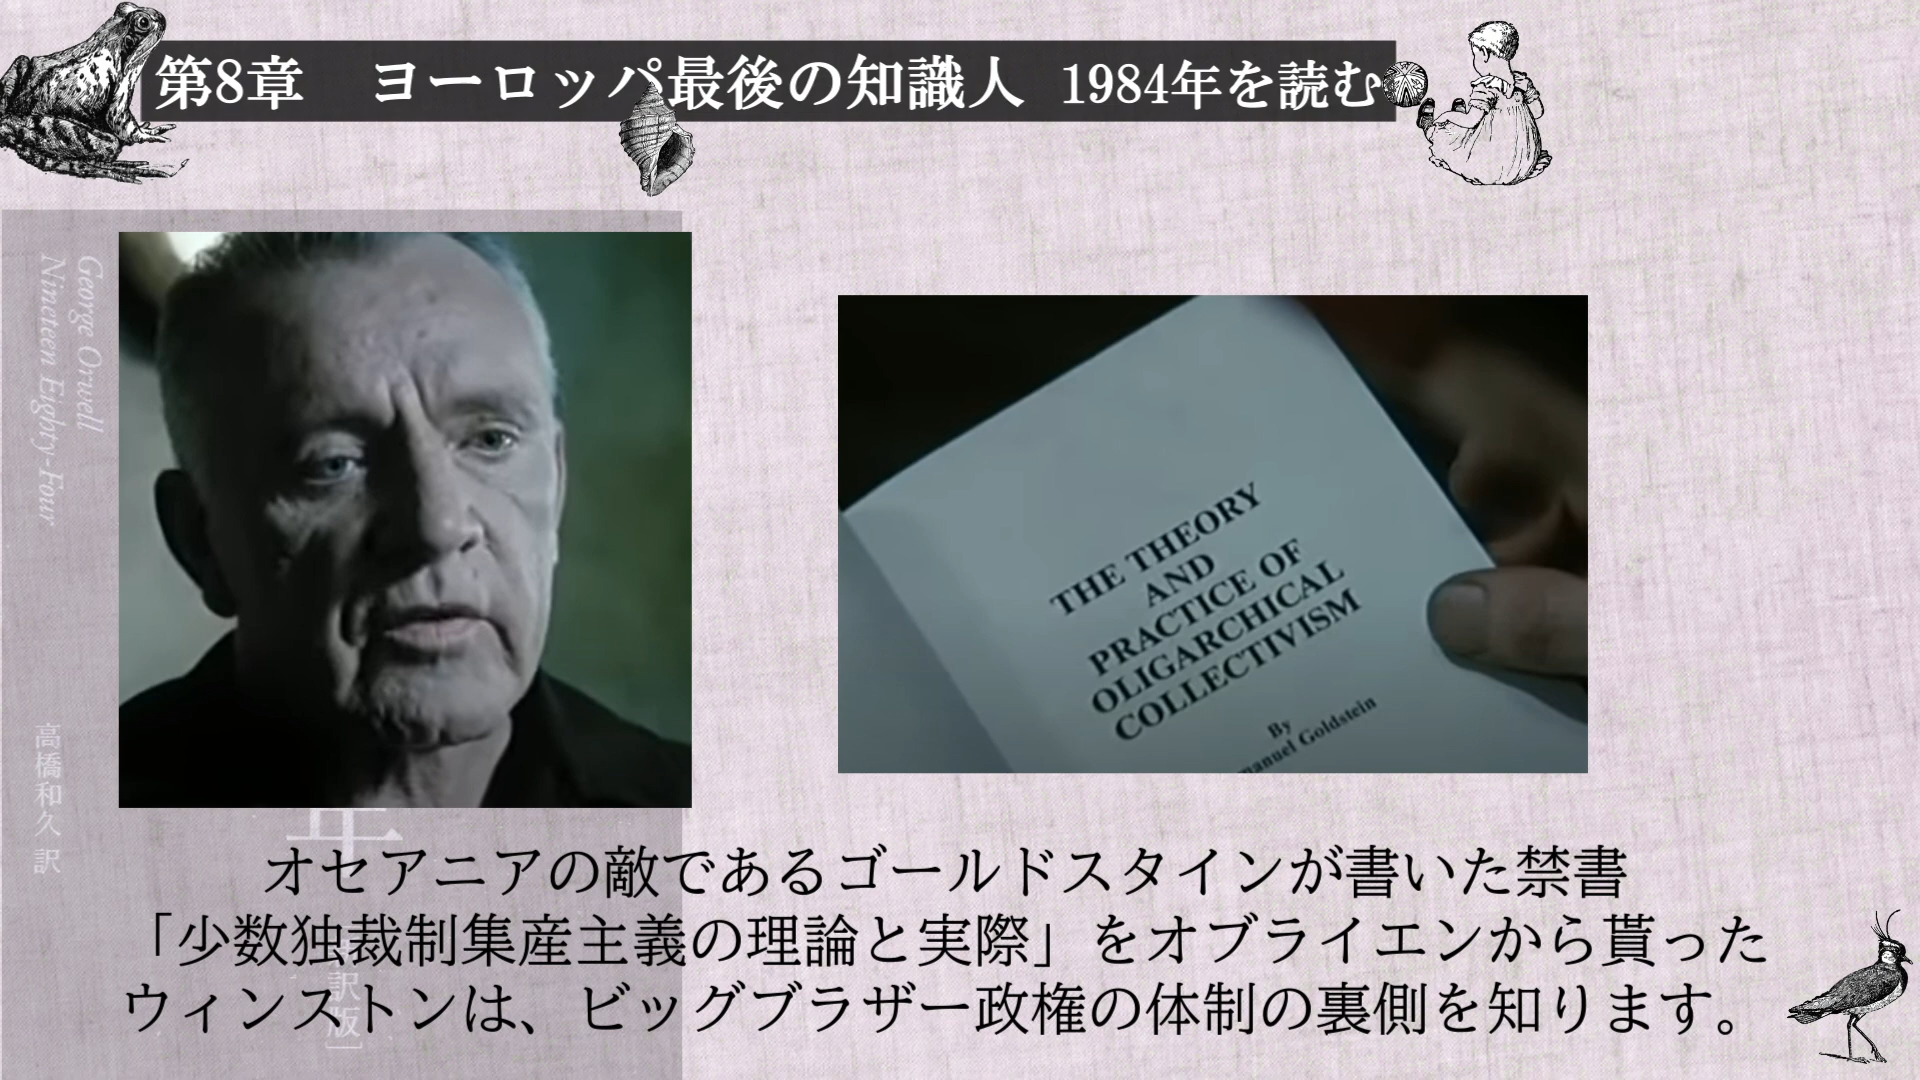 第8章　ヨーロッパ最後の知識人 1984年を読む
George Orwell
Nineteen Eighty-Four
高橋和久 訳
THE THEORY
AND
PRACTICE OF
OLIGARCHICAL
COLLECTIVISM
By
Goldstein
年
訳版]
オセアニアの敵であるゴールドスタインが書いた禁書
「少数独裁制集産主義の理論と実際」をオブライエンから貰った
ウィンストンは、ビッグブラザー政権の体制の裏側を知ります。